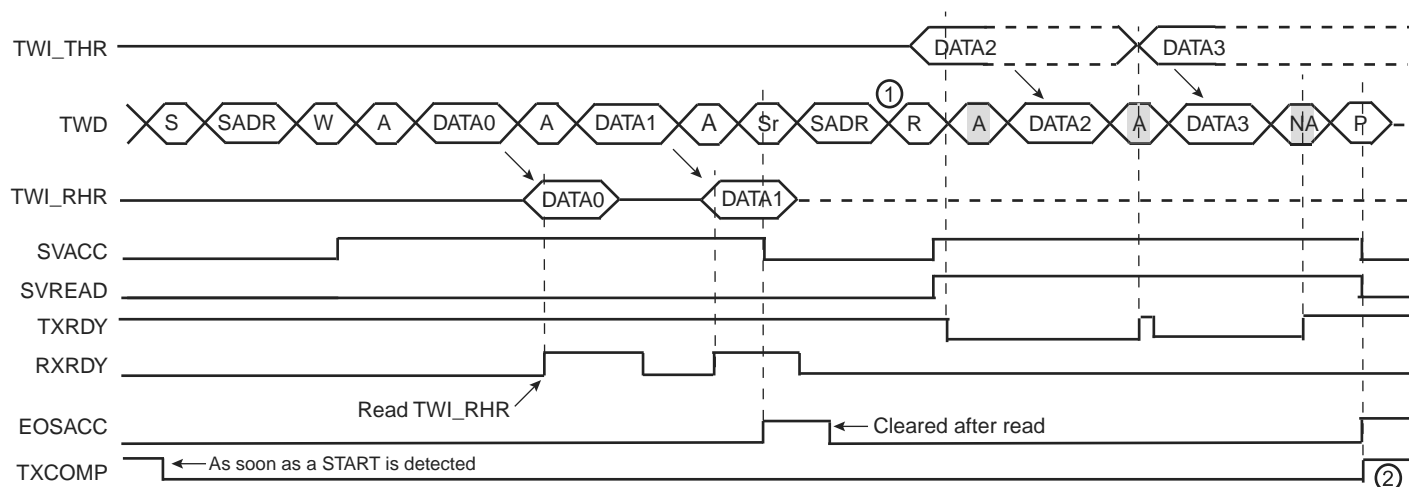 TWI_THR DATA2 DATA3
①
TWD S SADR W A DATA0 A DATA1 A Sr SADR R A DATA2 A DATA3 NA P
TWI_RHR DATA0 DATA1
SVACC
SVREAD
TXRDY
RXRDY
Read TWI_RHR
EOSACC Cleared after read
TXCOMP As soon as a START is detected ②